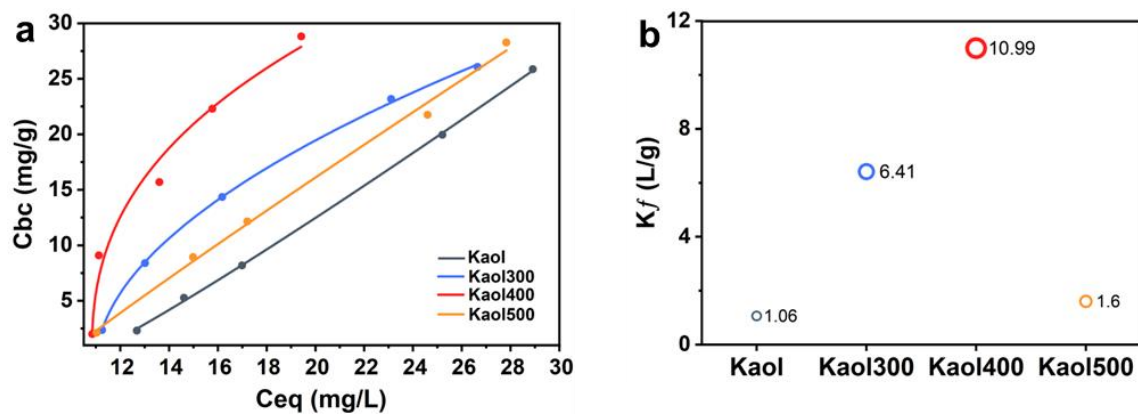 a
Cbc (mg/g)
30
25
20
15
10
5
Kaol
Kaol300
Kaol400
Kaol500
12 14 16 18 20 22 24 26 28 30
Ceq (mg/L)
b
Kf (L/g)
12
8
4
0
10.99
6.41
1.06
1.6
Kaol Kaol300 Kaol400 Kaol500